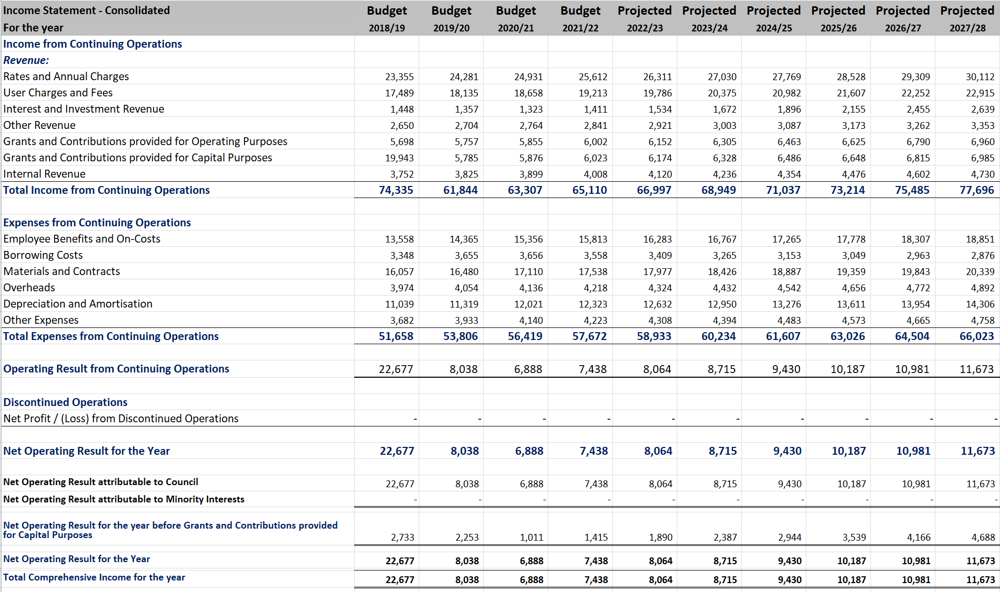 Income Statement - Consolidated Budget Budget Budget Budget Projected Projected Projected Projected Projected Projected
For the year 2018/19 2019/20 2020/21 2021/22 2022/23 2023/24 2024/25 2025/26 2026/27 2027/28
Income from Continuing Operations
Revenue:
Rates and Annual Charges 23,355 24,281 24,931 25,612 26,311 27,030 27,769 28,528 29,309 30,112
User Charges and Fees 17,489 18,135 18,658 19,213 19,786 20,375 20,982 21,607 22,252 22,915
Interest and Investment Revenue 1,448 1,357 1,323 1,411 1,534 1,672 1,896 2,155 2,455 2,639
Other Revenue 2,650 2,704 2,764 2,841 2,921 3,003 3,087 3,173 3,262 3,353
Grants and Contributions provided for Operating Purposes 5,698 5,757 5,855 6,002 6,152 6,305 6,463 6,625 6,790 6,960
Grants and Contributions provided for Capital Purposes 19,943 5,785 5,876 6,023 6,174 6,328 6,486 6,648 6,815 6,985
Internal Revenue 3,752 3,825 3,899 4,008 4,120 4,236 4,354 4,476 4,602 4,730
Total Income from Continuing Operations 74,335 61,844 63,307 65,110 66,997 68,949 71,037 73,214 75,485 77,696
Expenses from Continuing Operations
Employee Benefits and On-Costs 13,558 14,365 15,356 15,813 16,283 16,767 17,265 17,778 18,307 18,851
Borrowing Costs 3,348 3,655 3,656 3,558 3,409 3,265 3,153 3,049 2,963 2,876
Materials and Contracts 16,057 16,480 17,110 17,538 17,977 18,426 18,887 19,359 19,843 20,339
Overheads 3,974 4,054 4,136 4,218 4,324 4,432 4,542 4,656 4,772 4,892
Depreciation and Amortisation 11,039 11,319 12,021 12,323 12,632 12,950 13,276 13,611 13,954 14,306
Other Expenses 3,682 3,933 4,140 4,223 4,308 4,394 4,483 4,573 4,665 4,758
Total Expenses from Continuing Operations 51,658 53,806 56,419 57,672 58,933 60,234 61,607 63,026 64,504 66,023
Operating Result from Continuing Operations 22,677 8,038 6,888 7,438 8,064 8,715 9,430 10,187 10,981 11,673
Discontinued Operations
Net Profit / (Loss) from Discontinued Operations - - - - - - - - - -
Net Operating Result for the Year 22,677 8,038 6,888 7,438 8,064 8,715 9,430 10,187 10,981 11,673
Net Operating Result attributable to Council 22,677 8,038 6,888 7,438 8,064 8,715 9,430 10,187 10,981 11,673
Net Operating Result attributable to Minority Interests - - - - - - - - - -
Net Operating Result for the year before Grants and Contributions provided
for Capital Purposes 2,733 2,253 1,011 1,415 1,890 2,387 2,944 3,539 4,166 4,688
Net Operating Result for the Year 22,677 8,038 6,888 7,438 8,064 8,715 9,430 10,187 10,981 11,673
Total Comprehensive Income for the year 22,677 8,038 6,888 7,438 8,064 8,715 9,430 10,187 10,981 11,673